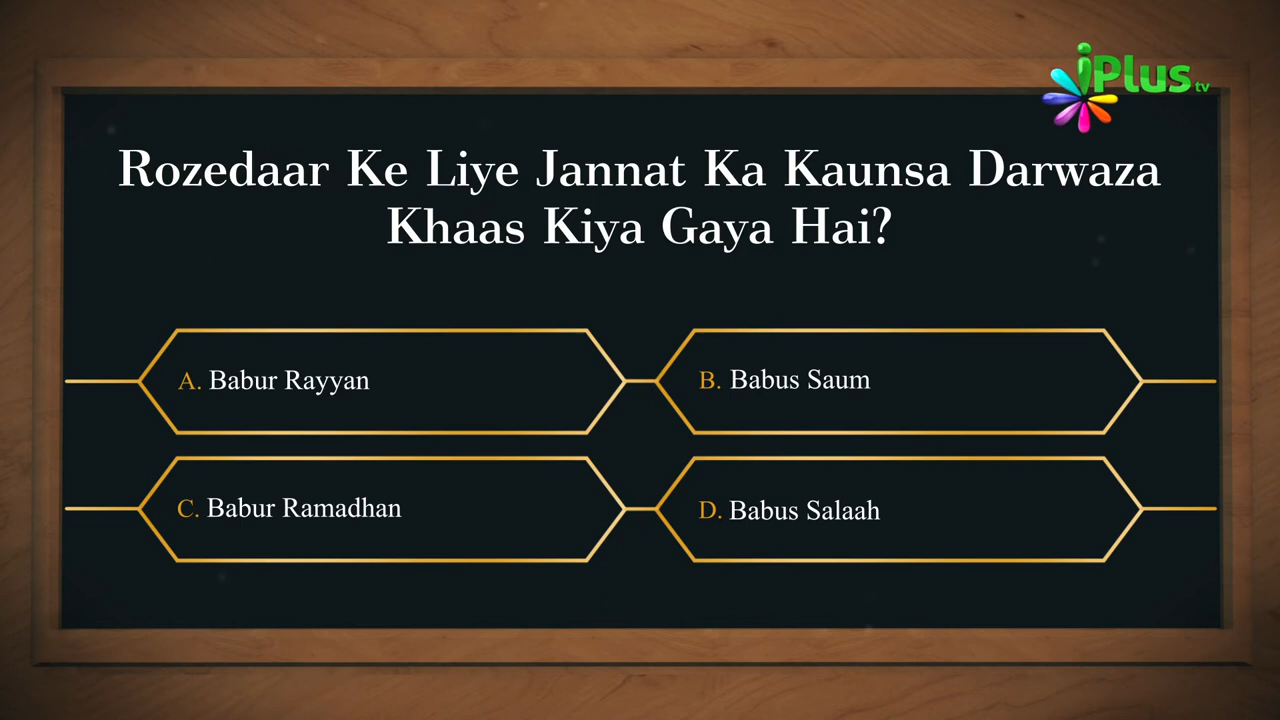 iPlus tv
Rozedaar Ke Liye Jannat Ka Kaunsa Darwaza
Khaas Kiya Gaya Hai?
A. Babur Rayyan
B. Babus Saum
C. Babur Ramadhan
D. Babus Salaah